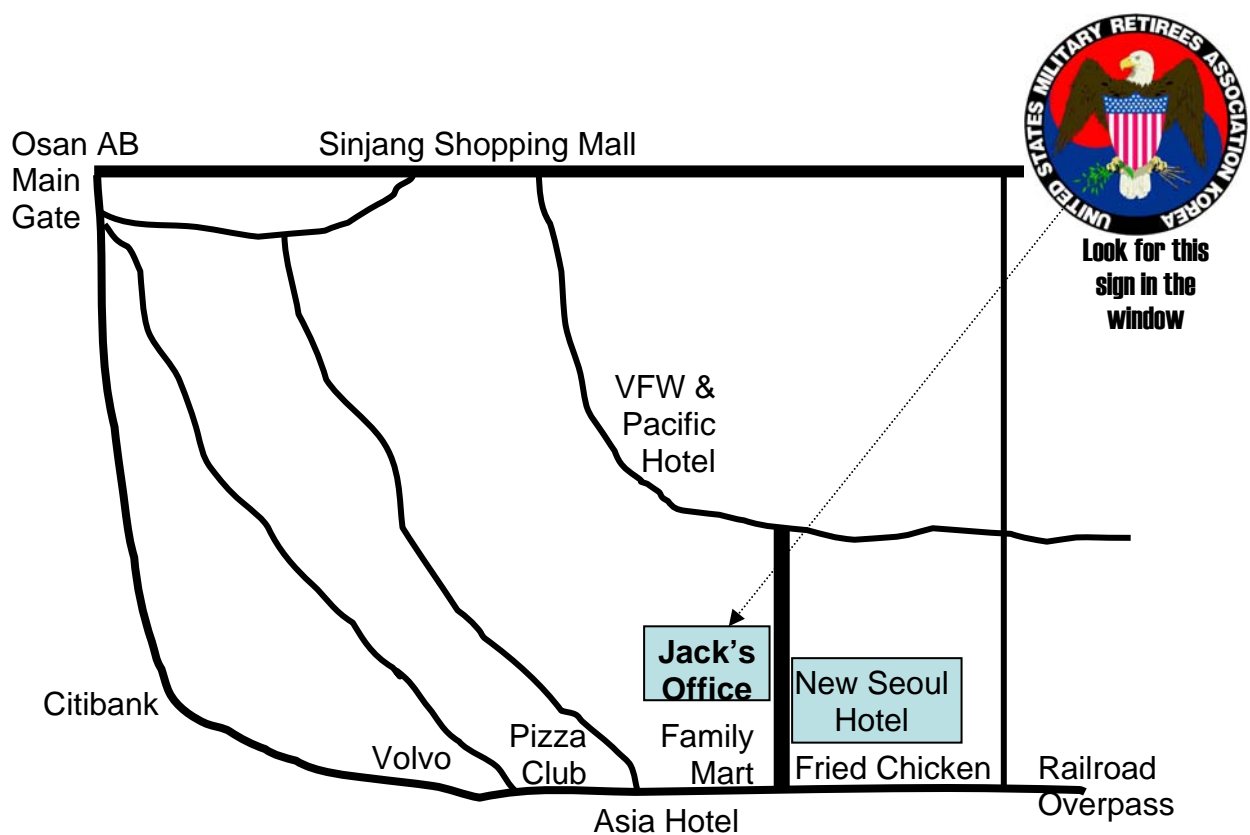 UNITED STATES MILITARY RETIREES ASSOCIATION KOREA
Look for this
sign in the
window
Osan AB
Main
Gate
Sinjang Shopping Mall
VFW &
Pacific
Hotel
Jack's
Office
New Seoul
Hotel
Citibank
Volvo
Pizza
Club
Family
Mart
Fried Chicken
Railroad
Overpass
Asia Hotel